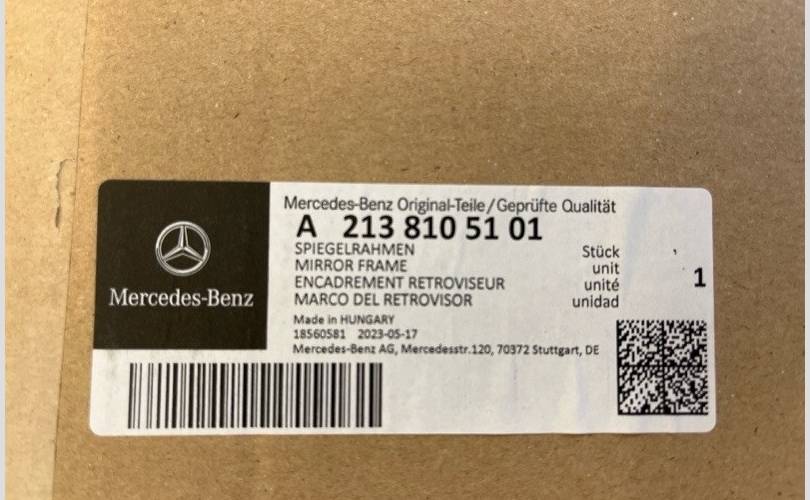 Mercedes-Benz Original-Teile/Geprüfte Qualität
A 213 810 51 01
SPIEGELRAHMEN Stück
MIRROR FRAME unit
ENCADREMENT RETROVISEUR unité
MARCO DEL RETROVISOR unidad
1
Mercedes-Benz
Made in HUNGARY
18560581 2023-05-17
Mercedes-Benz AG, Mercedesstr.120, 70372 Stuttgart, DE